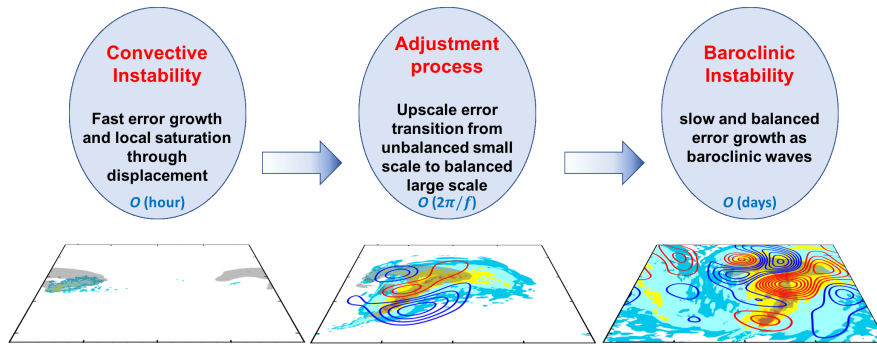 Convective
Instability
Fast error growth
and local saturation
through
displacement
O (hour)
Adjustment
process
Upscale error
transition from
unbalanced small
scale to balanced
large scale
O (2π/f)
Baroclinic
Instability
slow and balanced
error growth as
baroclinic waves
O (days)